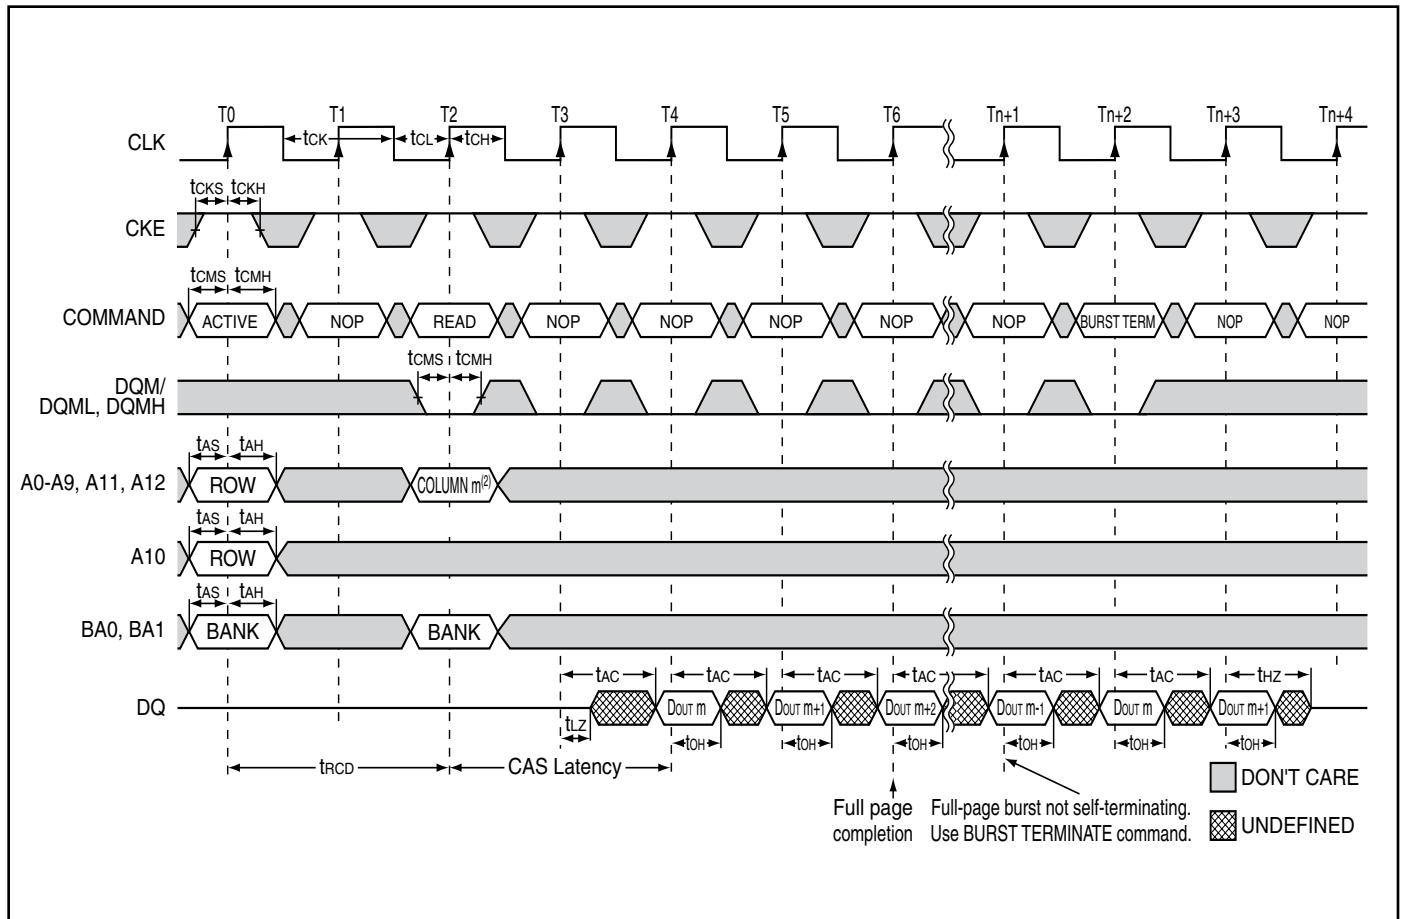 T0 T1 T2 T3 T4 T5 T6 Tn+1 Tn+2 Tn+3 Tn+4
CLK tCK tCL tCH
tCKS tCKH
CKE
tCMS tCMH
COMMAND ACTIVE NOP READ NOP NOP NOP NOP NOP BURST TERM NOP NOP
tCMS tCMH
DQM/
DQML, DQMH
tAS tAH
A0-A9, A11, A12 ROW COLUMN m(2)
tAS tAH
A10 ROW
tAS tAH
BA0, BA1 BANK BANK
tAC tAC tAC tAC tAC tAC tHZ
DQ DOUT m DOUT m+1 DOUT m+2 DOUT m-1 DOUT m DOUT m+1
tLZ tOH tOH tOH tOH tOH tOH
tRCD CAS Latency
DON'T CARE
Full page
completion
Full-page burst not self-terminating.
Use BURST TERMINATE command.
UNDEFINED